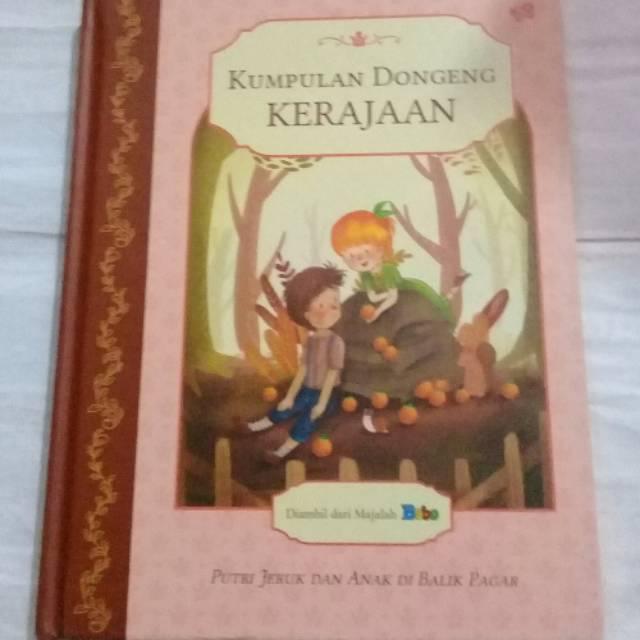 KUMPULAN DONGENG
KERAJAAN
Diambil dari Majalah Bobo
PUTRI JERUK DAN ANAK DI BALIK PAGAR